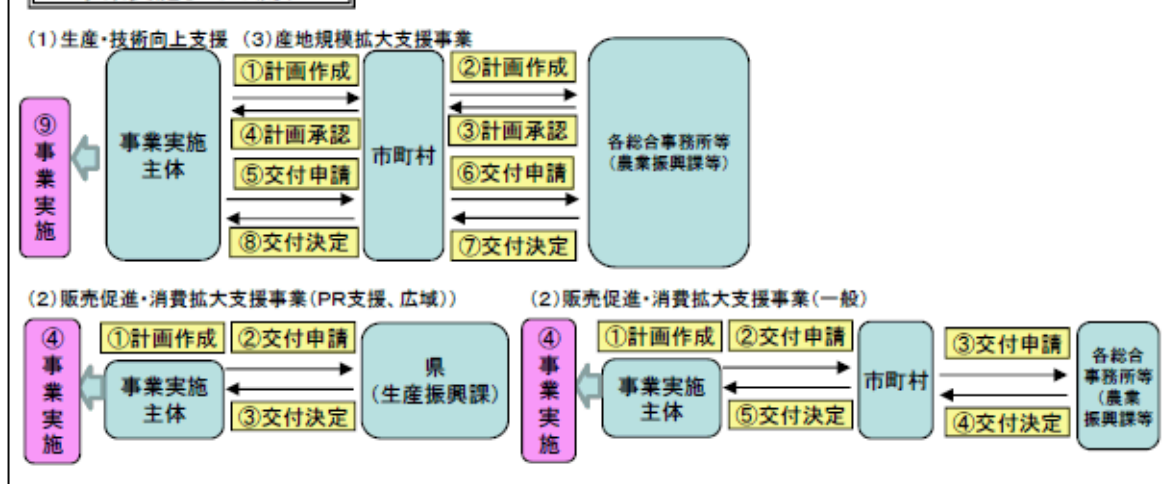 (1)生産・技術向上支援 (3)産地規模拡大支援事業
①計画作成
②計画作成
⑨事業実施
事業実施
主体
④計画承認
市町村
③計画承認
各総合事務所等
(農業振興課等)
⑤交付申請
⑥交付申請
⑧交付決定
⑦交付決定
(2)販売促進・消費拡大支援事業(PR支援、広域))
④事業実施
①計画作成
②交付申請
事業実施
主体
県
(生産振興課)
③交付決定
(2)販売促進・消費拡大支援事業(一般)
④事業実施
①計画作成
②交付申請
事業実施
主体
市町村
⑤交付決定
③交付申請
④交付決定
各総合
事務所等
(農業
振興課等